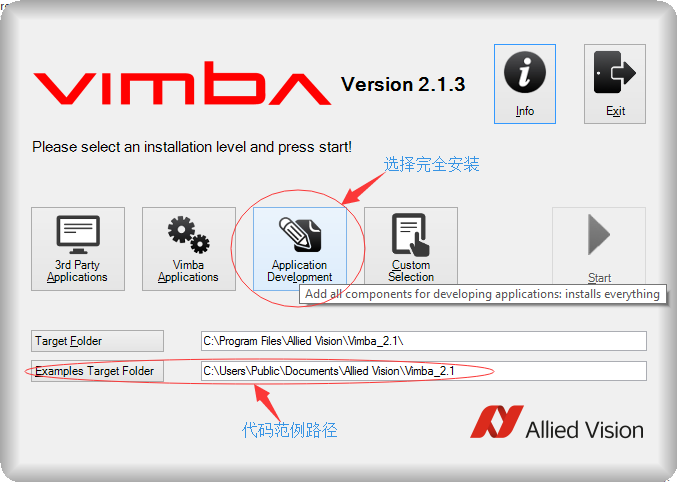 VIMBA
Version 2.1.3
Info
Exit
Please select an installation level and press start!
选择完全安装
3rd Party
Applications
Vimba
Applications
Application
Development
Custom
Selection
Start
Add all components for developing applications: installs everything
Target Folder
C:\Program Files\Allied Vision\Vimba_2.1\
Examples Target Folder
C:\Users\Public\Documents\Allied Vision\Vimba_2.1
代码范例路径
Allied Vision